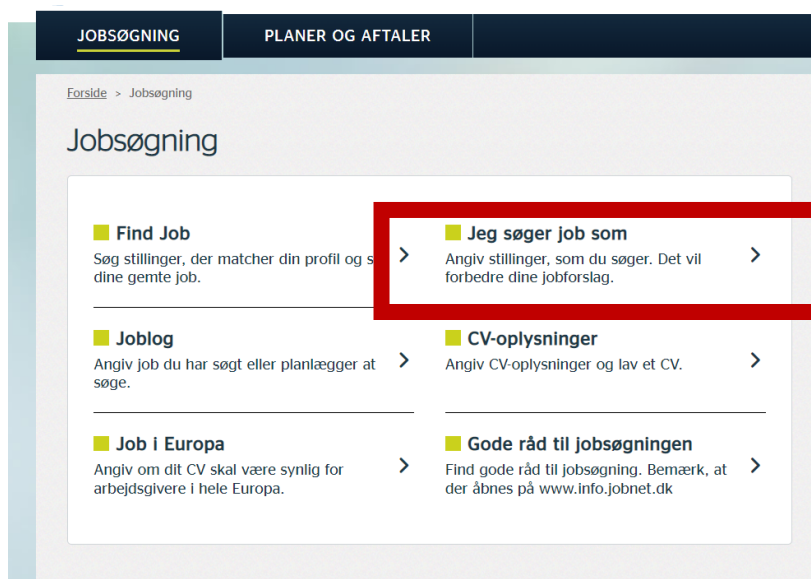 JOBSØGNING
PLANER OG AFTALER
Forside > Jobsøgning
Jobsøgning
Find Job
Søg stillinger, der matcher din profil og s
dine gemte job.
Jeg søger job som
Angiv stillinger, som du søger. Det vil
forbedre dine jobforslag.
Joblog
Angiv job du har søgt eller planlægger at
søge.
CV-oplysninger
Angiv CV-oplysninger og lav et CV.
Job i Europa
Angiv om dit CV skal være synlig for
arbejdsgivere i hele Europa.
Gode råd til jobsøgningen
Find gode råd til jobsøgning. Bemærk, at
der åbnes på www.info.jobnet.dk